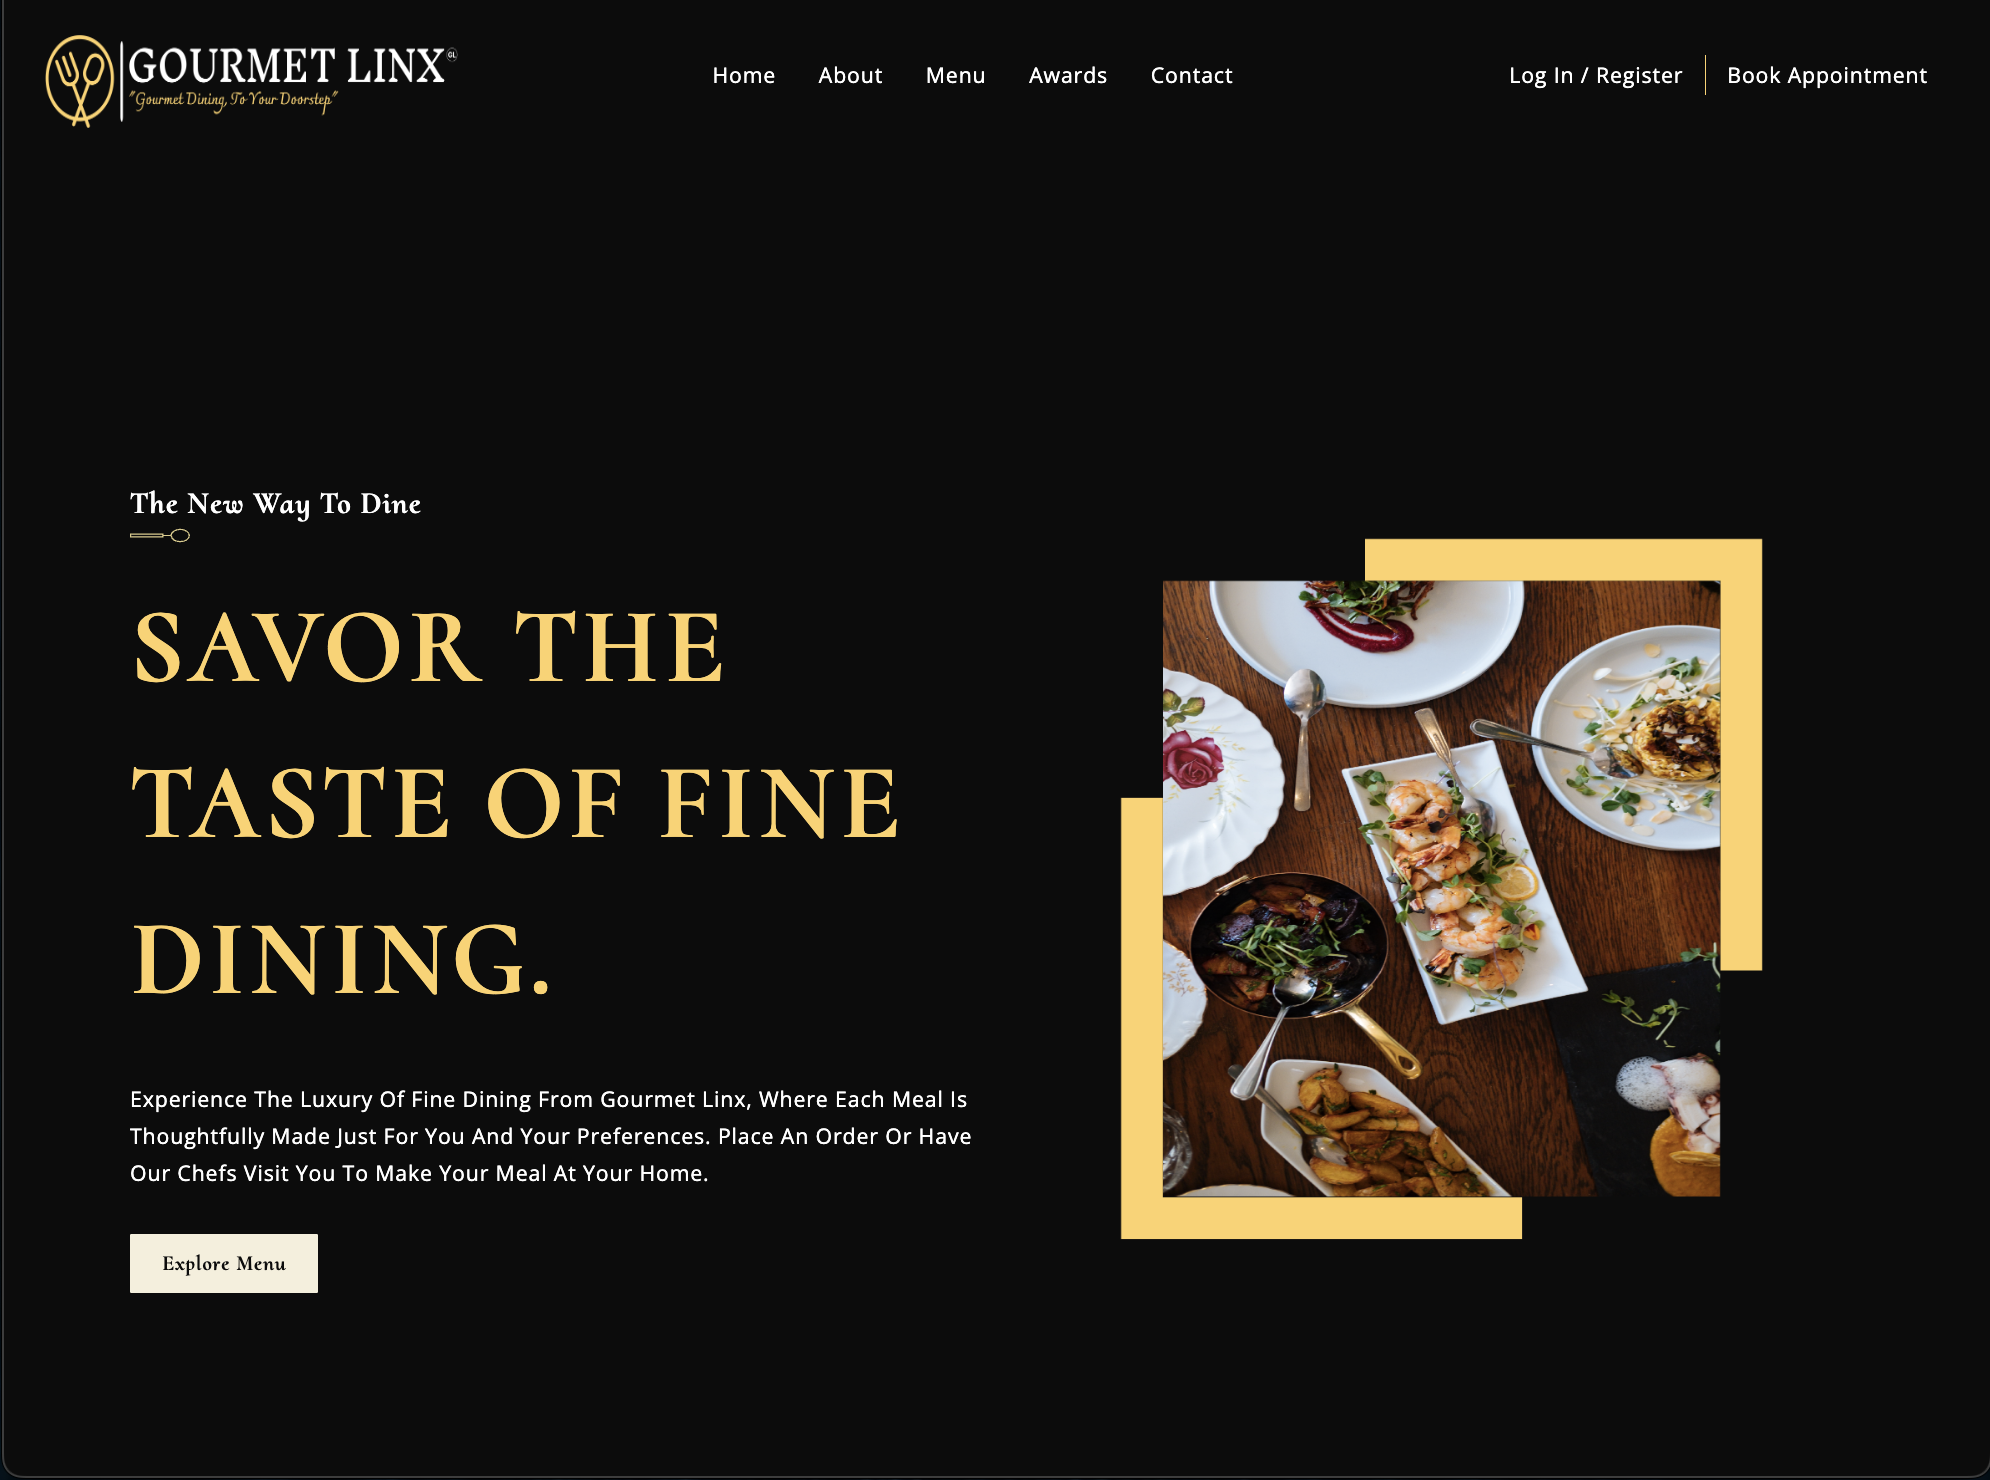 GOURMET LINX GL
"Gourmet Dining, To Your Doorstep"
Home About Menu Awards Contact
Log In / Register Book Appointment
The New Way To Dine
SAVOR THE
TASTE OF FINE
DINING.
Experience The Luxury Of Fine Dining From Gourmet Linx, Where Each Meal Is
Thoughtfully Made Just For You And Your Preferences. Place An Order Or Have
Our Chefs Visit You To Make Your Meal At Your Home.
Explore Menu